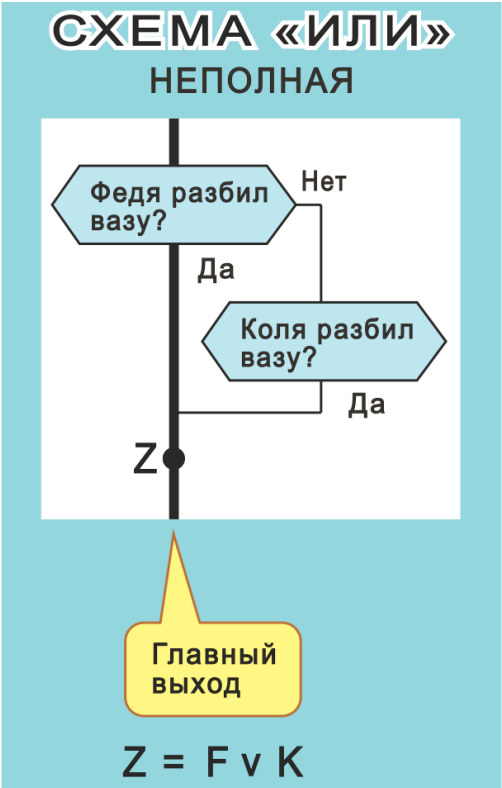 СХЕМА «ИЛИ»
НЕПОЛНАЯ
Федя разбил
вазу?
Нет
Да
Коля разбил
вазу?
Да
Z
Главный
выход
Z = F v K